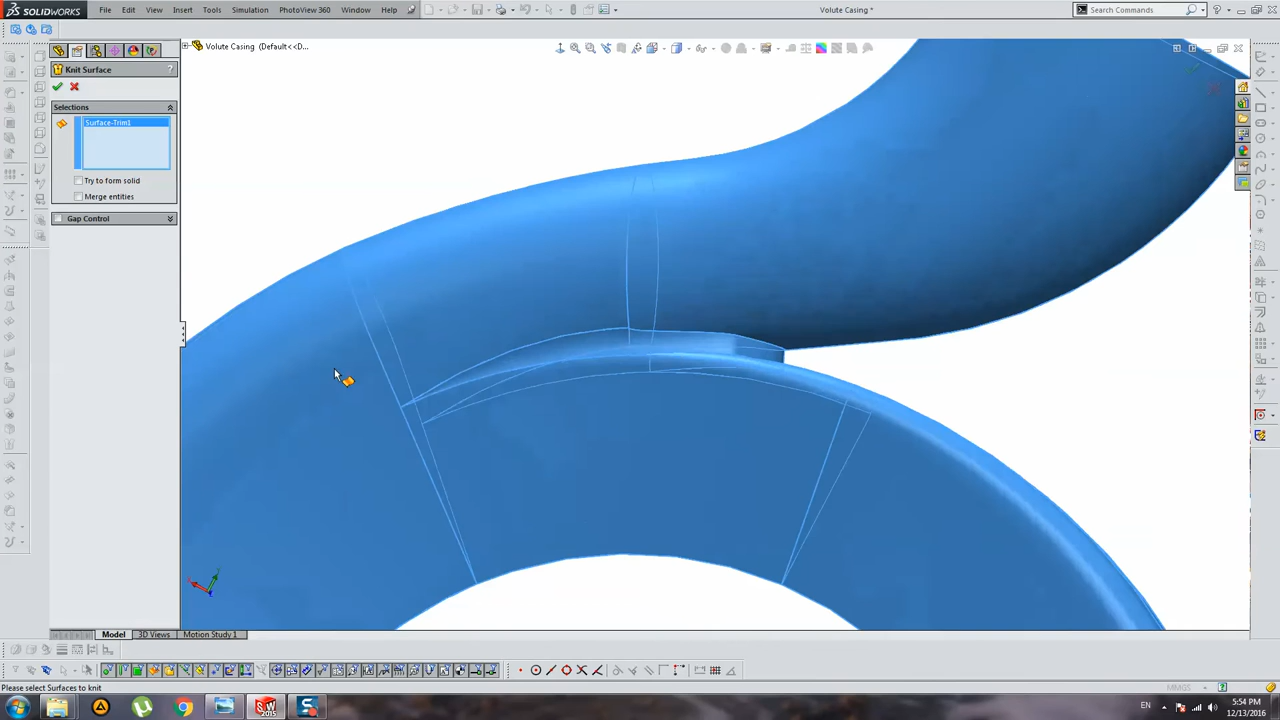 SOLIDWORKS File Edit View Insert Tools Simulation PhotoView 360 Window Help Volute Casing * Search Commands
Volute Casing (Default<<D...
Knit Surface ?
Selections
Surface-Trim1
Try to form solid
Merge entities
Gap Control
Model 3D Views Motion Study 1
Please select Surfaces to knit MMGS
2015 EN 5:54 PM
12/13/2016